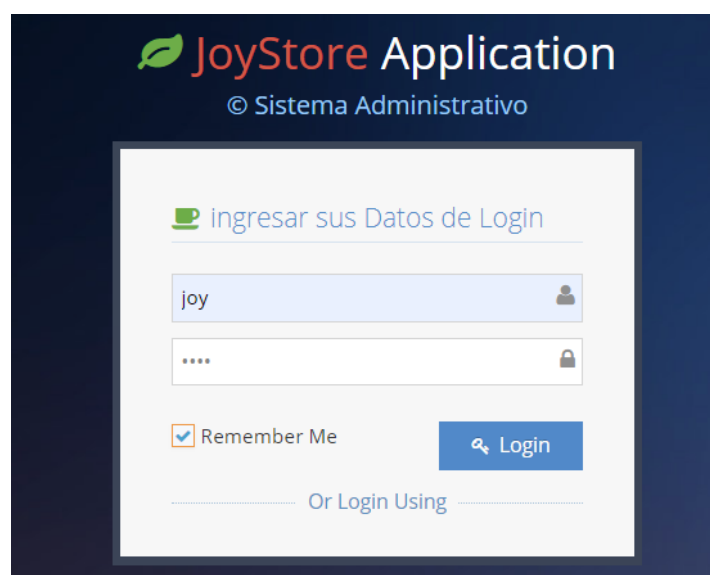 JoyStore Application
© Sistema Administrativo
ingresar sus Datos de Login
joy
••••
Remember Me
Login
Or Login Using